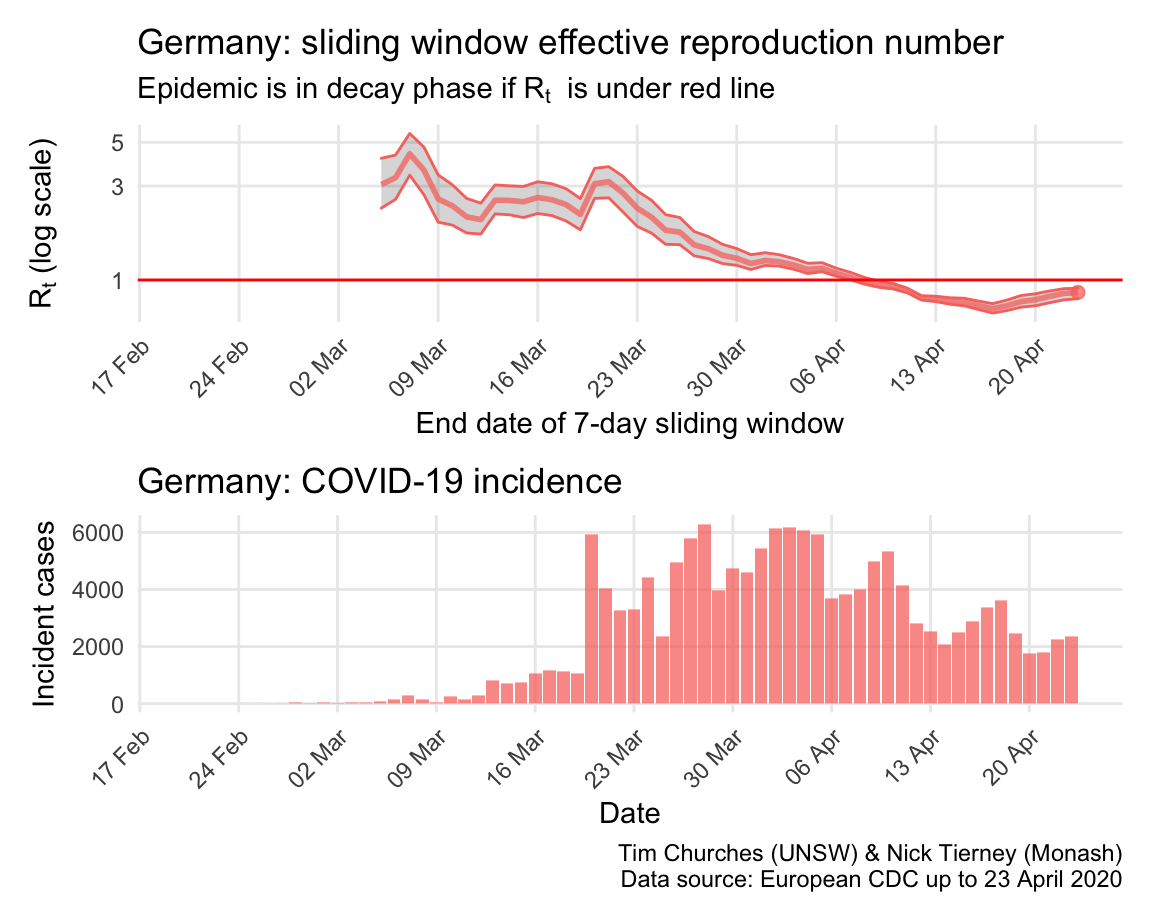 Germany: sliding window effective reproduction number
Epidemic is in decay phase if Rt is under red line
Rt (log scale)
5
3
1
17 Feb
24 Feb
02 Mar
09 Mar
16 Mar
23 Mar
30 Mar
06 Apr
13 Apr
20 Apr
End date of 7-day sliding window
Germany: COVID-19 incidence
Incident cases
6000
4000
2000
0
17 Feb
24 Feb
02 Mar
09 Mar
16 Mar
23 Mar
30 Mar
06 Apr
13 Apr
20 Apr
Date
Tim Churches (UNSW) & Nick Tierney (Monash)
Data source: European CDC up to 23 April 2020